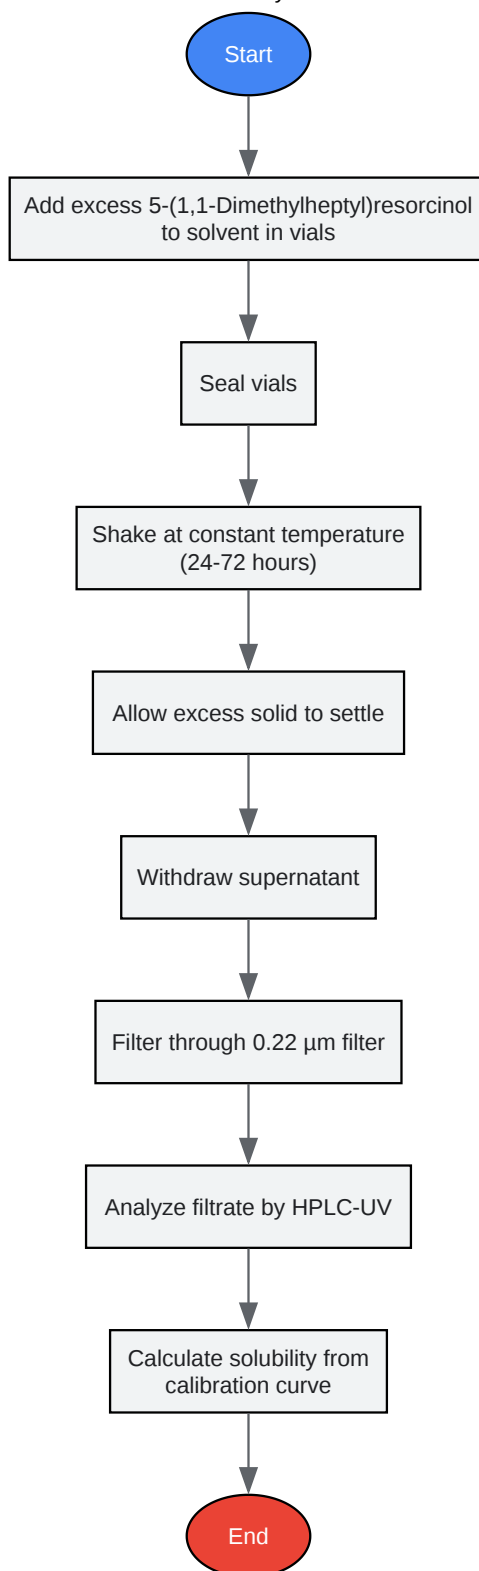 Start
Add excess 5-(1,1-Dimethylheptyl)resorcinol
to solvent in vials
Seal vials
Shake at constant temperature
(24-72 hours)
Allow excess solid to settle
Withdraw supernatant
Filter through 0.22 µm filter
Analyze filtrate by HPLC-UV
Calculate solubility from
calibration curve
End